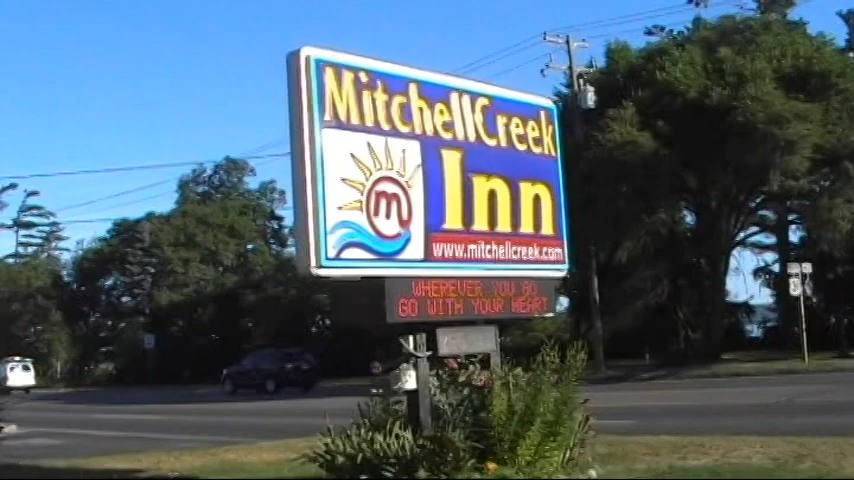 MitchellCreek
Inn
m
www.mitchellcreek.com
WHEREVER YOU GO
GO WITH YOUR HEART